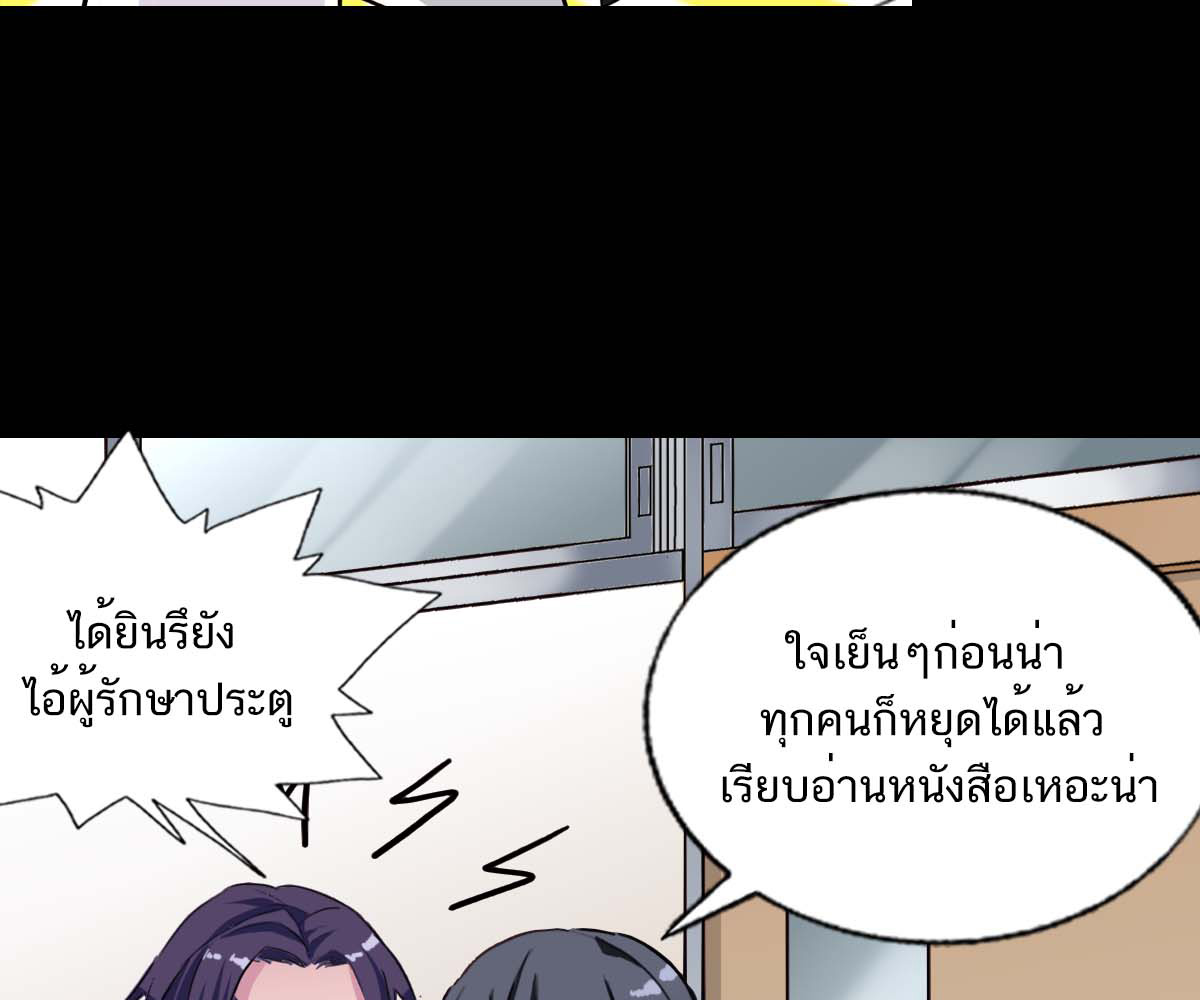 ได้ยินรึยัง
ไอ้ผู้รักษาประตู
ใจเย็นๆก่อนน่า
ทุกคนก็หยุดได้แล้ว
เรียบอ่านหนังสือเหอะน่า